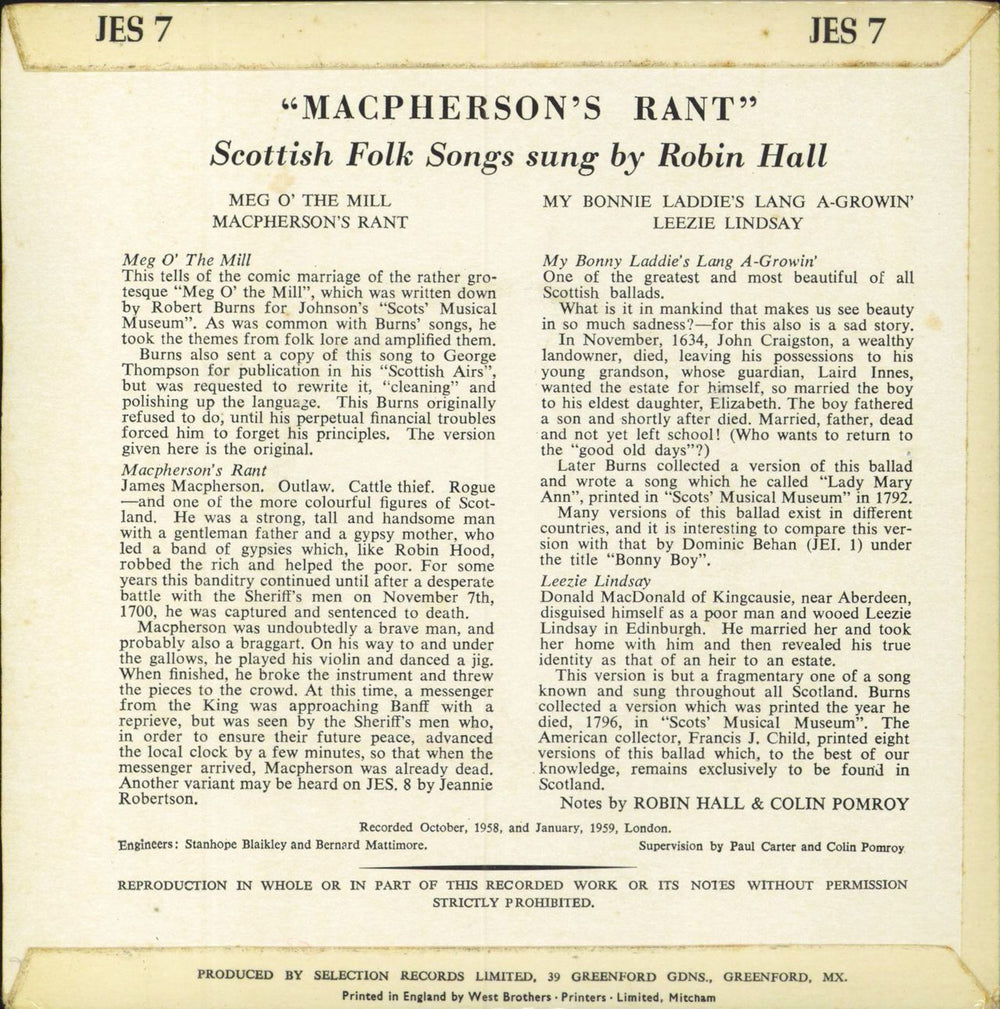 JES 7
JES 7
“MACPHERSON’S RANT”
Scottish Folk Songs sung by Robin Hall
MEG O’ THE MILL
MACPHERSON’S RANT
Meg O’ The Mill
This tells of the comic marriage of the rather gro-
tesque “Meg O’ the Mill”, which was written down
by Robert Burns for Johnson’s “Scots’ Musical
Museum”. As was common with Burns’ songs, he
took the themes from folk lore and amplified them.
Burns also sent a copy of this song to George
Thompson for publication in his “Scottish Airs”,
but was requested to rewrite it, “cleaning” and
polishing up the language. This Burns originally
refused to do, until his perpetual financial troubles
forced him to forget his principles. The version
given here is the original.
Macpherson’s Rant
James Macpherson. Outlaw. Cattle thief. Rogue
—and one of the more colourful figures of Scot-
land. He was a strong, tall and handsome man
with a gentleman father and a gypsy mother, who
led a band of gypsies which, like Robin Hood,
robbed the rich and helped the poor. For some
years this banditry continued until after a desperate
battle with the Sheriff’s men on November 7th,
1700, he was captured and sentenced to death.
Macpherson was undoubtedly a brave man, and
probably also a braggart. On his way to and under
the gallows, he played his violin and danced a jig.
When finished, he broke the instrument and threw
the pieces to the crowd. At this time, a messenger
from the King was approaching Banff with a
reprieve, but was seen by the Sheriff’s men who,
in order to ensure their future peace, advanced
the local clock by a few minutes, so that when the
messenger arrived, Macpherson was already dead.
Another variant may be heard on JES. 8 by Jeannie
Robertson.
MY BONNIE LADDIE’S LANG A-GROWIN’
LEEZIE LINDSAY
My Bonny Laddie’s Lang A-Growin’
One of the greatest and most beautiful of all
Scottish ballads.
What is it in mankind that makes us see beauty
in so much sadness?—for this also is a sad story.
In November, 1634, John Craigston, a wealthy
landowner, died, leaving his possessions to his
young grandson, whose guardian, Laird Innes,
wanted the estate for himself, so married the boy
to his eldest daughter, Elizabeth. The boy fathered
a son and shortly after died. Married, father, dead
and not yet left school! (Who wants to return to
the “good old days”?)
Later Burns collected a version of this ballad
and wrote a song which he called “Lady Mary
Ann”, printed in “Scots’ Musical Museum” in 1792.
Many versions of this ballad exist in different
countries, and it is interesting to compare this ver-
sion with that by Dominic Behan (JEI. 1) under
the title “Bonny Boy”.
Leezie Lindsay
Donald MacDonald of Kingcausie, near Aberdeen,
disguised himself as a poor man and wooed Leezie
Lindsay in Edinburgh. He married her and took
her home with him and then revealed his true
identity as that of an heir to an estate.
This version is but a fragmentary one of a song
known and sung throughout all Scotland. Burns
collected a version which was printed the year he
died, 1796, in “Scots’ Musical Museum”. The
American collector, Francis J. Child, printed eight
versions of this ballad which, to the best of our
knowledge, remains exclusively to be found in
Scotland.
Notes by ROBIN HALL & COLIN POMROY
Recorded October, 1958, and January, 1959, London.
Engineers: Stanhope Blaikley and Bernard Mattimore.
Supervision by Paul Carter and Colin Pomroy
REPRODUCTION IN WHOLE OR IN PART OF THIS RECORDED WORK OR ITS NOTES WITHOUT PERMISSION
STRICTLY PROHIBITED.
PRODUCED BY SELECTION RECORDS LIMITED, 39 GREENFORD GDNS., GREENFORD, MX.
Printed in England by West Brothers · Printers · Limited, Mitcham